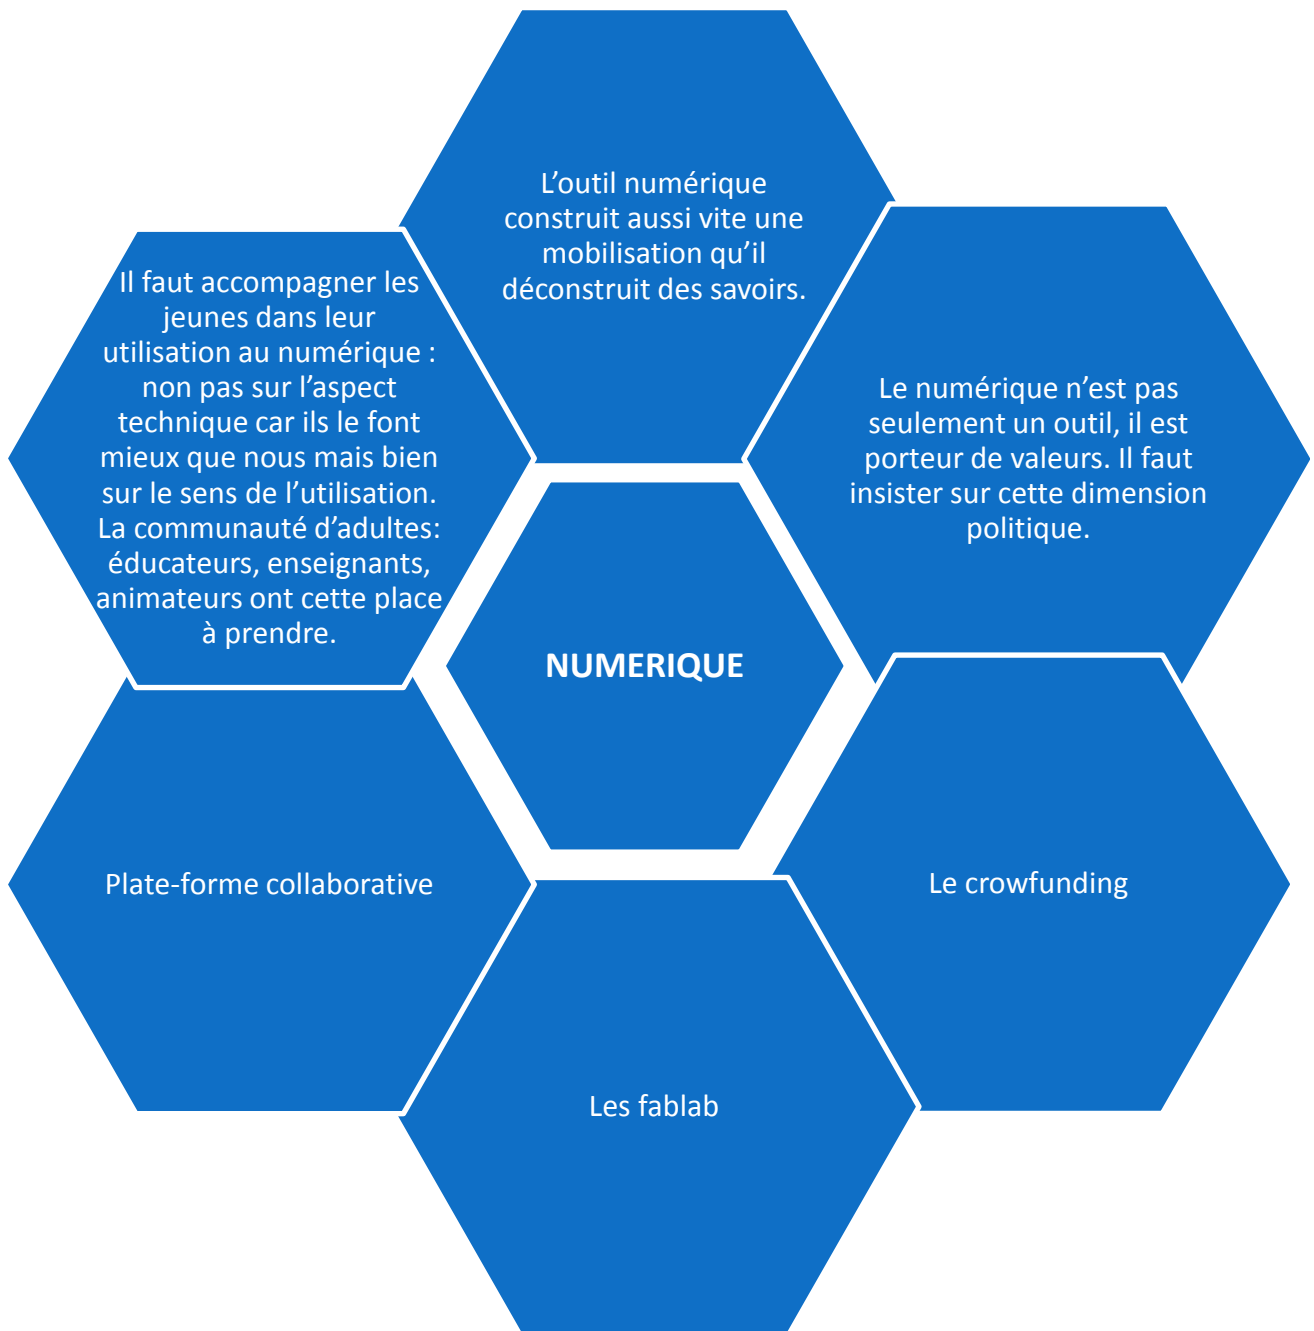 L’outil numérique
construit aussi vite une
mobilisation qu’il
déconstruit des savoirs.
Il faut accompagner les
jeunes dans leur
utilisation au numérique :
non pas sur l’aspect
technique car ils le font
mieux que nous mais bien
sur le sens de l’utilisation.
La communauté d’adultes:
éducateurs, enseignants,
animateurs ont cette place
à prendre.
Le numérique n’est pas
seulement un outil, il est
porteur de valeurs. Il faut
insister sur cette dimension
politique.
NUMERIQUE
Plate-forme collaborative
Le crowfunding
Les fablab